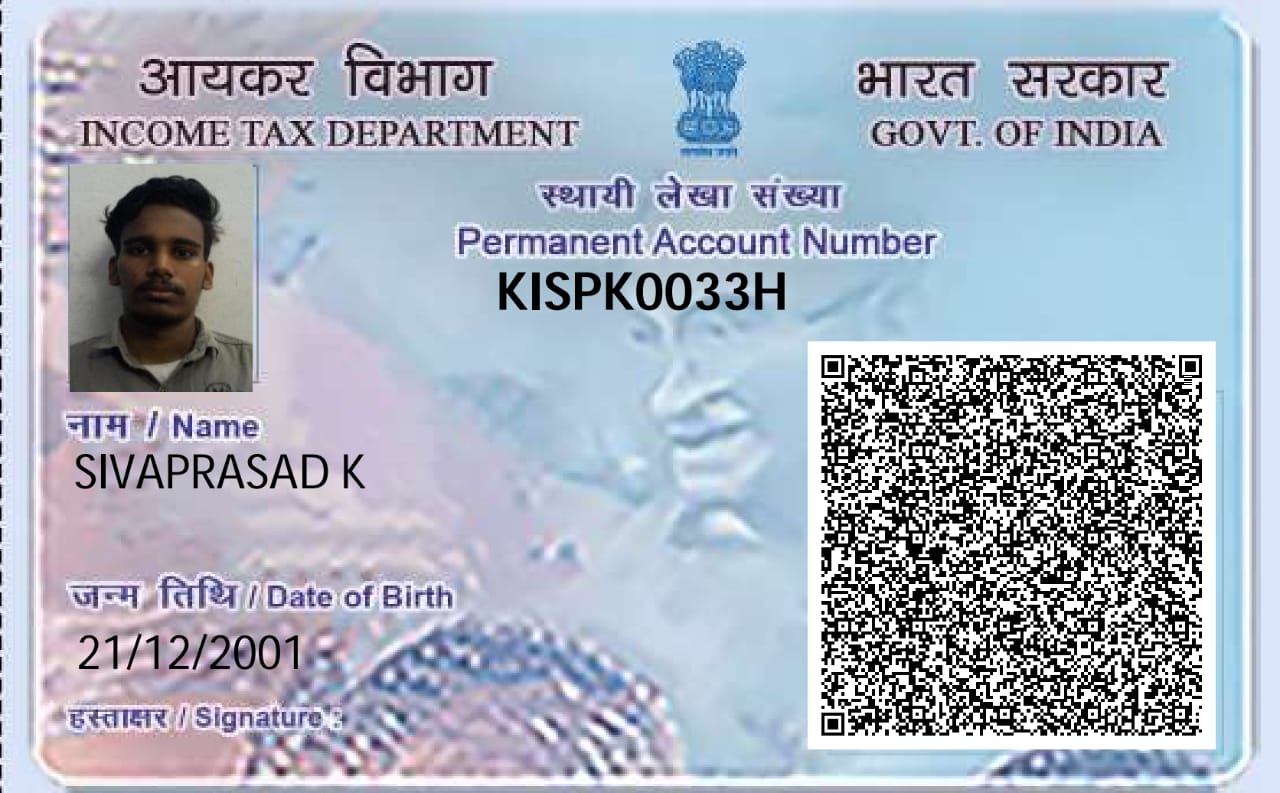 आयकर विभाग
INCOME TAX DEPARTMENT
भारत सरकार
GOVT. OF INDIA
स्थायी लेखा संख्या
Permanent Account Number
KISPK0033H
नाम / Name
SIVAPRASAD K
जन्म तिथि / Date of Birth
21/12/2001
हस्ताक्षर / Signature :